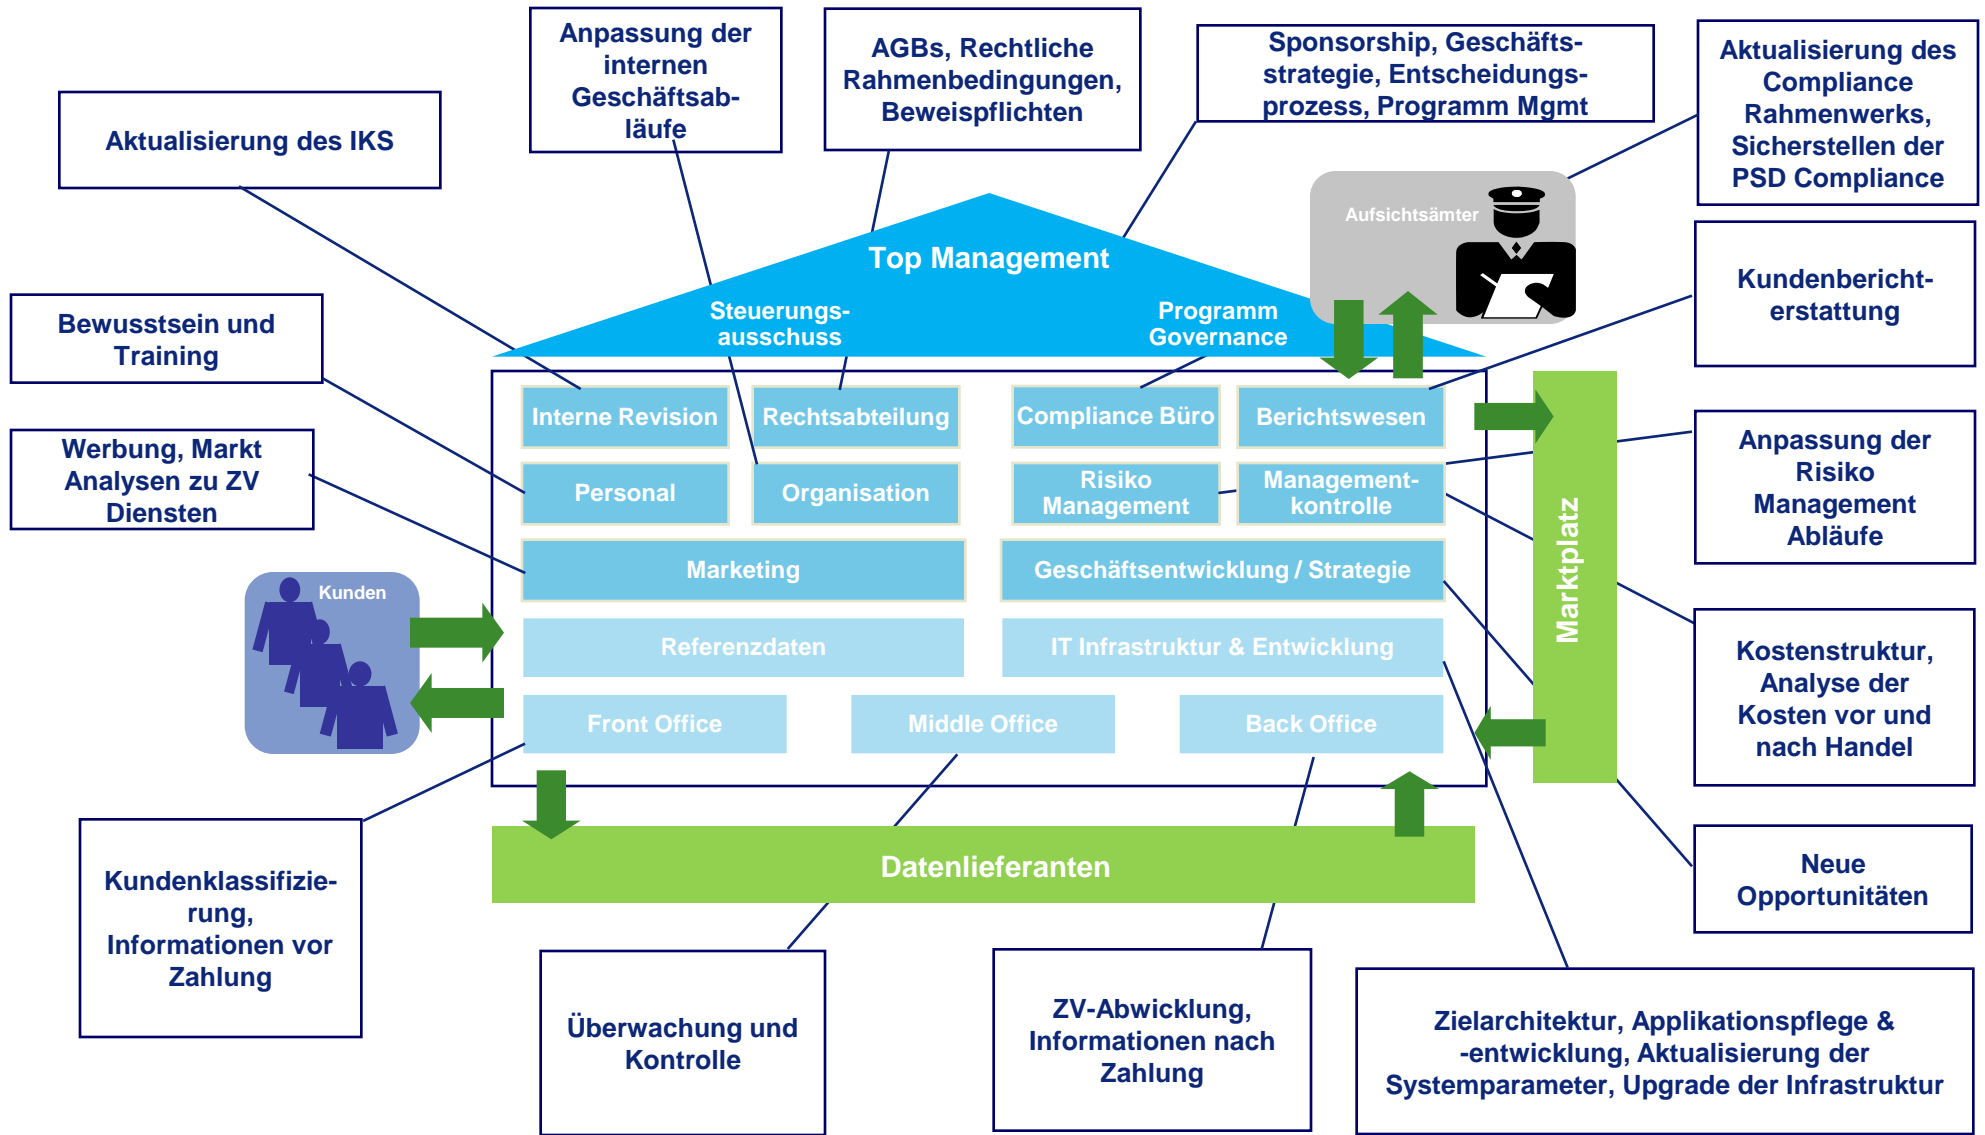 Anpassung der
internen
Geschäftsab-
läufe
AGBs, Rechtliche
Rahmenbedingungen,
Beweispflichten
Sponsorship, Geschäfts-
strategie, Entscheidungs-
prozess, Programm Mgmt
Aktualisierung des
Compliance
Rahmenwerks,
Sicherstellen der
PSD Compliance
Aktualisierung des IKS
Aufsichtsämter
Top Management
Steuerungs-
ausschuss
Programm
Governance
Kundenbericht-
erstattung
Bewusstsein und
Training
Interne Revision
Rechtsabteilung
Compliance Büro
Berichtswesen
Werbung, Markt
Analysen zu ZV
Diensten
Personal
Organisation
Risiko
Management
Management-
kontrolle
Anpassung der
Risiko
Management
Abläufe
Marketing
Geschäftsentwicklung / Strategie
Marktplatz
Kunden
Referenzdaten
IT Infrastruktur & Entwicklung
Kostenstruktur,
Analyse der
Kosten vor und
nach Handel
Front Office
Middle Office
Back Office
Datenlieferanten
Neue
Opportunitäten
Kundenklassifizie-
rung,
Informationen vor
Zahlung
Überwachung und
Kontrolle
ZV-Abwicklung,
Informationen nach
Zahlung
Zielarchitektur, Applikationspflege &
-entwicklung, Aktualisierung der
Systemparameter, Upgrade der Infrastruktur